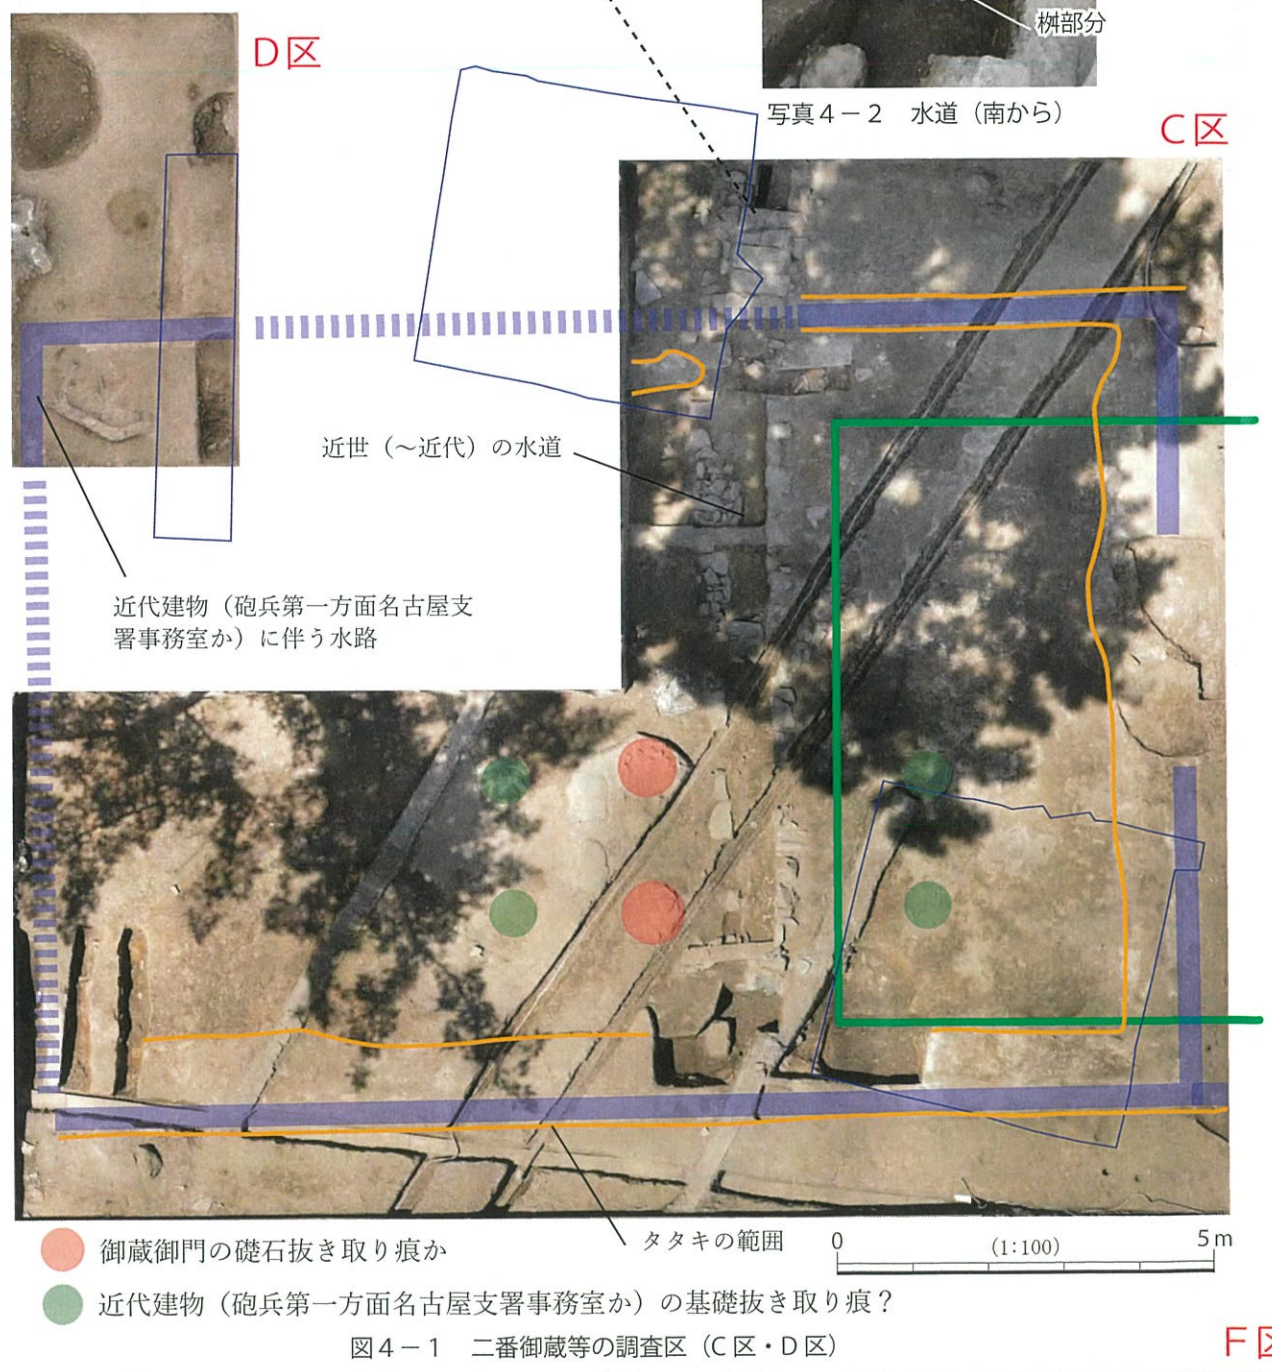 桝部分
D区
写真4－2　水道（南から）
C区
近世（～近代）の水道
近代建物（砲兵第一方面名古屋支
署事務室か）に伴う水路
御蔵御門の礎石抜き取り痕か
タタキの範囲
0
(1:100)
5m
近代建物（砲兵第一方面名古屋支署事務室か）の基礎抜き取り痕？
図4－1　二番御蔵等の調査区（C区・D区）
F区